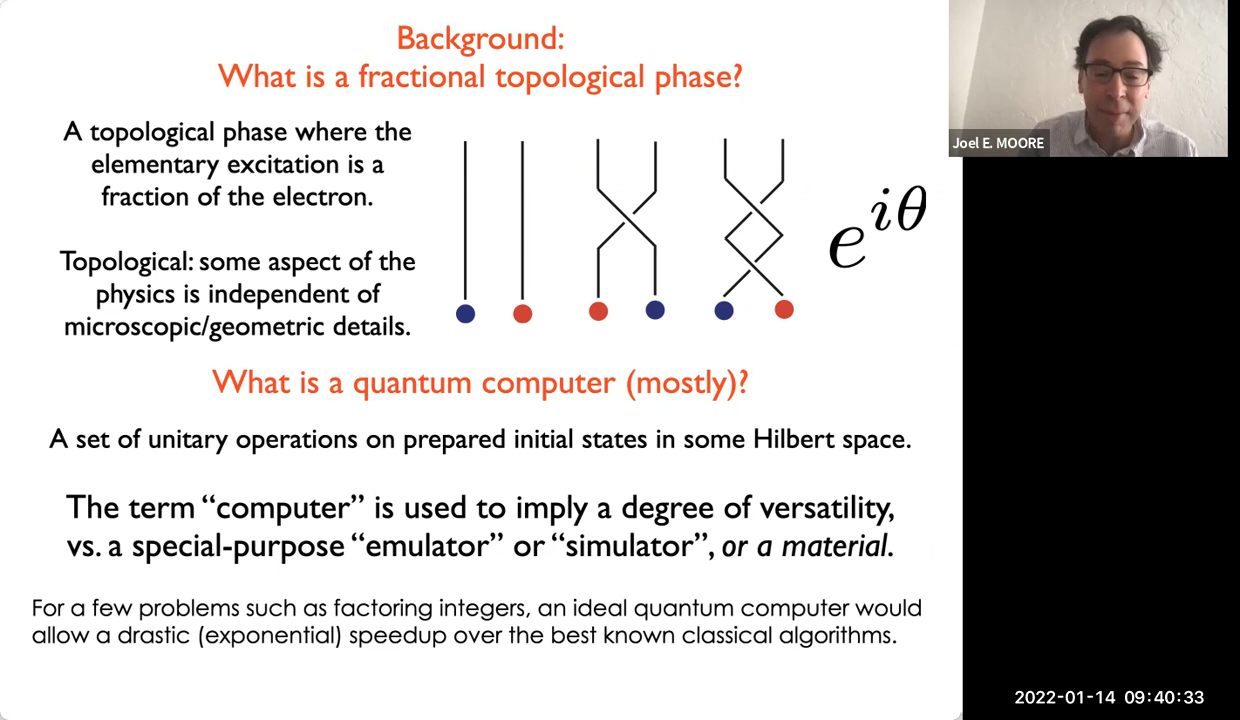 Background:
What is a fractional topological phase?
A topological phase where the
elementary excitation is a
fraction of the electron.
Topological: some aspect of the
physics is independent of
microscopic/geometric details.
e^{iθ}
What is a quantum computer (mostly)?
A set of unitary operations on prepared initial states in some Hilbert space.
The term “computer” is used to imply a degree of versatility,
vs. a special-purpose “emulator” or “simulator”, or a material.
For a few problems such as factoring integers, an ideal quantum computer would
allow a drastic (exponential) speedup over the best known classical algorithms.
Joel E. MOORE
2022-01-14 09:40:33